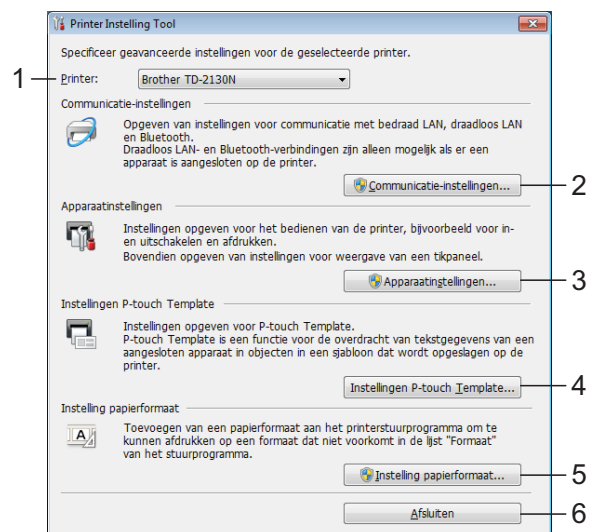 Printer Instelling Tool
Specificeer geavanceerde instellingen voor de geselecteerde printer.
1
Printer:
Brother TD-2130N
Communicatie-instellingen
Opgeven van instellingen voor communicatie met bedraad LAN, draadloos LAN
en Bluetooth.
Draadloos LAN- en Bluetooth-verbindingen zijn alleen mogelijk als er een
apparaat is aangesloten op de printer.
Communicatie-instellingen...
2
Apparaatinstellingen
Instellingen opgeven voor het bedienen van de printer, bijvoorbeeld voor in-
en uitschakelen en afdrukken.
Bovendien opgeven van instellingen voor weergave van een tikpaneel.
Apparaatinstellingen...
3
Instellingen P-touch Template
Instellingen opgeven voor P-touch Template.
P-touch Template is een functie voor de overdracht van tekstgegevens van een
aangesloten apparaat in objecten in een sjabloon dat wordt opgeslagen op de
printer.
Instellingen P-touch Template...
4
Instelling papierformaat
A
Toevoegen van een papierformaat aan het printerstuurprogramma om te
kunnen afdrukken op een formaat dat niet voorkomt in de lijst "Formaat"
van het stuurprogramma.
Instelling papierformaat...
5
Afsluiten
6